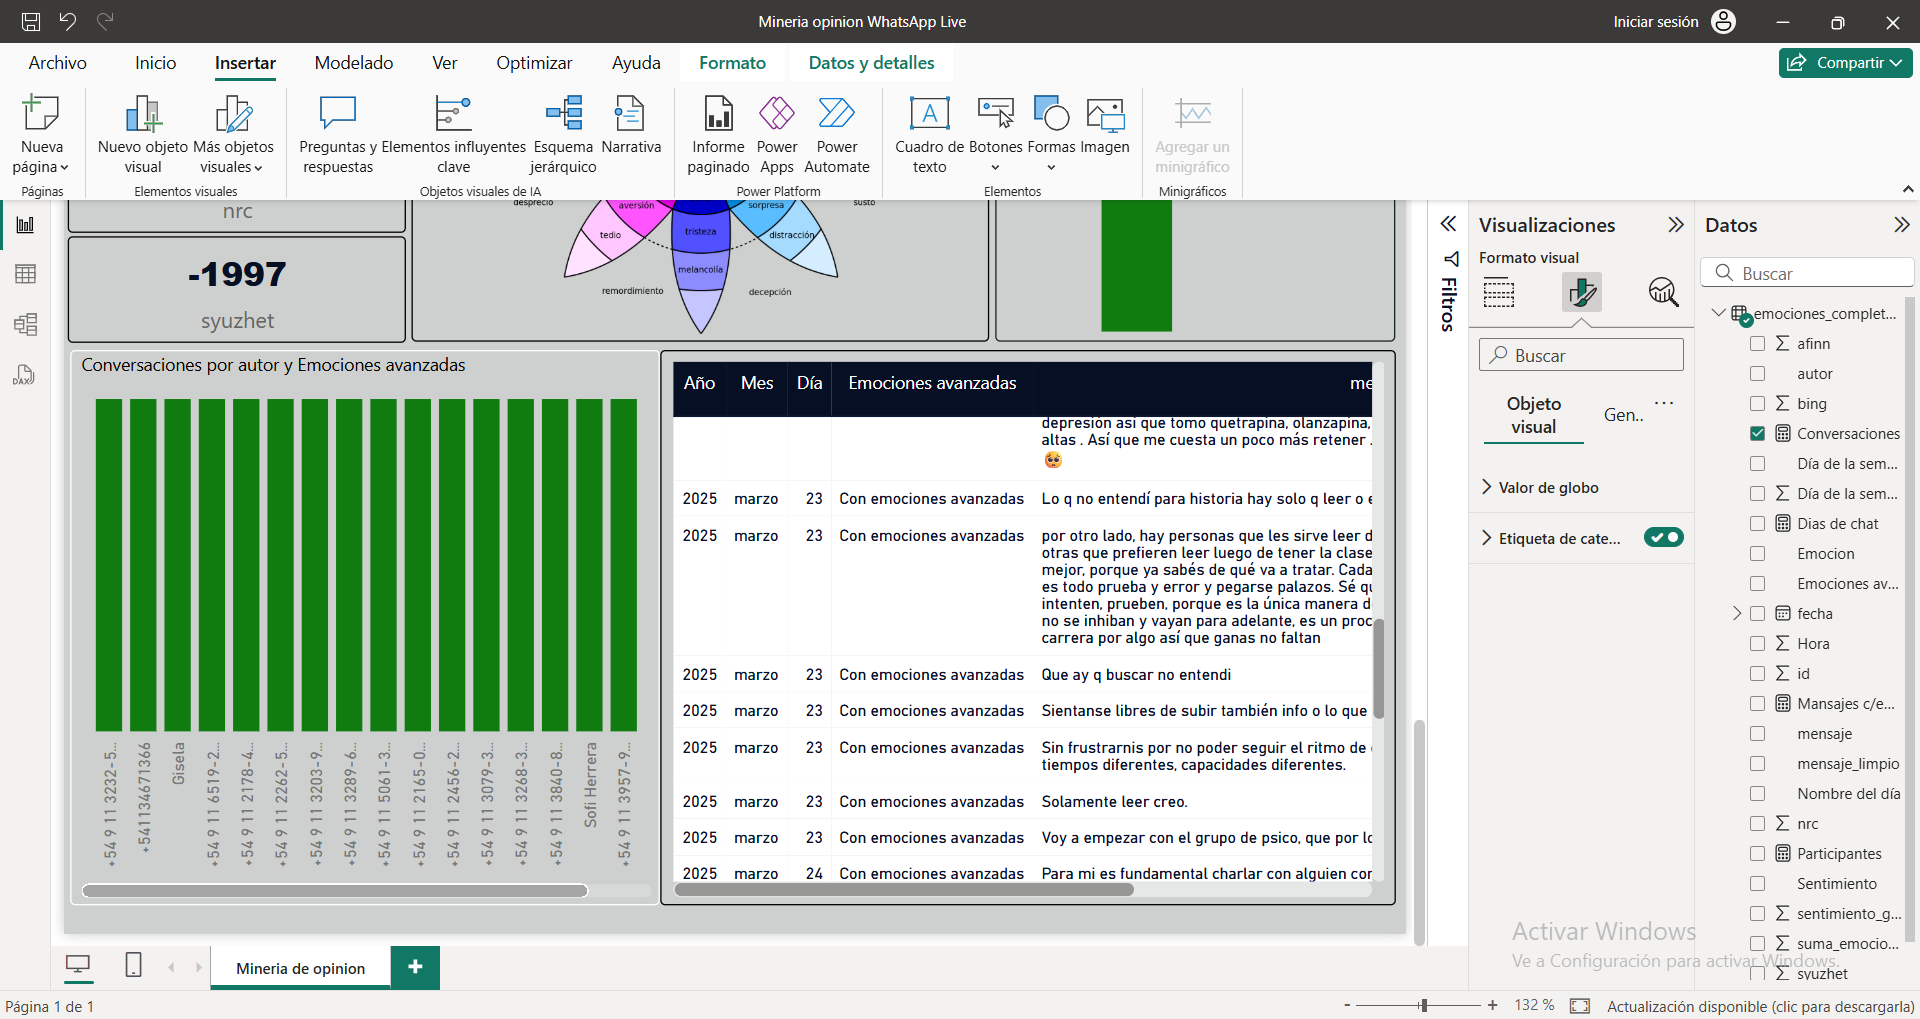 Mineria opinion WhatsApp Live
Iniciar sesión
Archivo
Inicio
Insertar
Modelado
Ver
Optimizar
Ayuda
Formato
Datos y detalles
Compartir
Nueva
página
Nuevo objeto
visual
Más objetos
visuales
Preguntas y
respuestas
Elementos influyentes
clave
Esquema
jerárquico
Narrativa
Informe
paginado
Power
Apps
Power
Automate
Cuadro de
texto
Botones
Formas
Imagen
Agregar un
minigráfico
Páginas
Elementos visuales
Objetos visuales de IA
Power Platform
Elementos
Minigráficos
nrc
-1997
syuzhet
desprecio
aversión
sorpresa
susto
tedio
tristeza
distracción
melancolía
remordimiento
decepción
Conversaciones por autor y Emociones avanzadas
+54 9 11 3232-5...
+541134671366
Gisela
+54 9 11 6519-2...
+54 9 11 2178-4...
+54 9 11 2262-5...
+54 9 11 3203-9...
+54 9 11 3289-6...
+54 9 11 5061-3...
+54 9 11 2165-0...
+54 9 11 2456-2...
+54 9 11 3079-3...
+54 9 11 3268-3...
+54 9 11 3840-8...
Sofi Herrera
+54 9 11 3957-9...
Año Mes Día Emociones avanzadas me
depresión así que tomo quetrapina, olanzapina,
altas . Así que me cuesta un poco más retener .
🥺
2025 marzo 23 Con emociones avanzadas Lo q no entendí para historia hay solo q leer o e
2025 marzo 23 Con emociones avanzadas por otro lado, hay personas que les sirve leer d
otras que prefieren leer luego de tener la clase
mejor, porque ya sabés de qué va a tratar. Cada
es todo prueba y error y pegarse palazos. Sé qu
intenten, prueben, porque es la única manera d
no se inhiban y vayan para adelante, es un proc
carrera por algo así que ganas no faltan
2025 marzo 23 Con emociones avanzadas Que ay q buscar no entendi
2025 marzo 23 Con emociones avanzadas Sientanse libres de subir también info o lo que
2025 marzo 23 Con emociones avanzadas Sin frustrarnis por no poder seguir el ritmo de
tiempos diferentes, capacidades diferentes.
2025 marzo 23 Con emociones avanzadas Solamente leer creo.
2025 marzo 23 Con emociones avanzadas Voy a empezar con el grupo de psico, que por lo
2025 marzo 24 Con emociones avanzadas Para mi es fundamental charlar con alguien con
Filtros
Visualizaciones
Formato visual
Buscar
Objeto
visual
Gen..
...
Valor de globo
Etiqueta de cate...
Datos
Buscar
emociones_complet...
afinn
autor
bing
Conversaciones
Día de la sem...
Día de la sem...
Dias de chat
Emocion
Emociones av...
fecha
Hora
id
Mansajes c/e...
mensaje
mensaje_limpio
Nombre del día
nrc
Participantes
Sentimiento
sentimiento_g...
suma_emocio...
syuzhet
Activar Windows
Ve a Configuración para activar Windows.
DAX
Mineria de opinion
+
Página 1 de 1
- + 132 %
Actualización disponible (clic para descargarla)